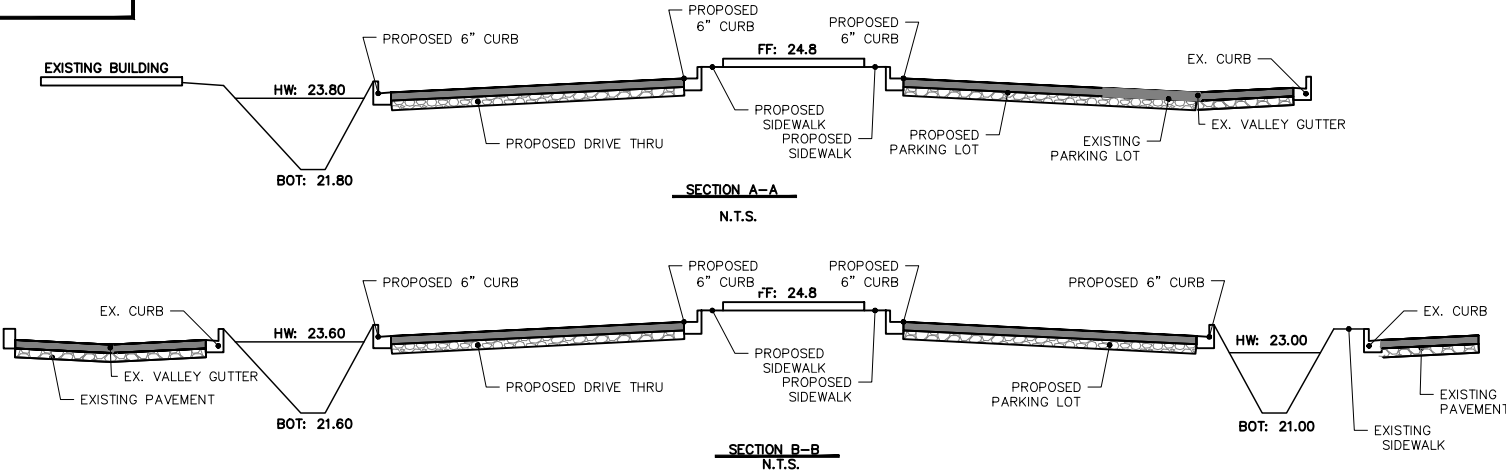 PROPOSED
6" CURB
PROPOSED
6" CURB
PROPOSED 6" CURB
FF: 24.8
EX. CURB
EXISTING BUILDING
HW: 23.80
PROPOSED
SIDEWALK
PROPOSED
SIDEWALK
PROPOSED
PARKING LOT
EXISTING
PARKING LOT
EX. VALLEY GUTTER
PROPOSED DRIVE THRU
BOT: 21.80
SECTION A-A
N.T.S.
PROPOSED
6" CURB
PROPOSED
6" CURB
PROPOSED 6" CURB
PROPOSED 6" CURB
FF: 24.8
EX. CURB
EX. CURB
HW: 23.60
HW: 23.00
PROPOSED
SIDEWALK
PROPOSED
SIDEWALK
EX. VALLEY GUTTER
EXISTING PAVEMENT
PROPOSED DRIVE THRU
PROPOSED
PARKING LOT
EXISTING
PAVEMENT
BOT: 21.60
BOT: 21.00
EXISTING
SIDEWALK
SECTION B-B
N.T.S.